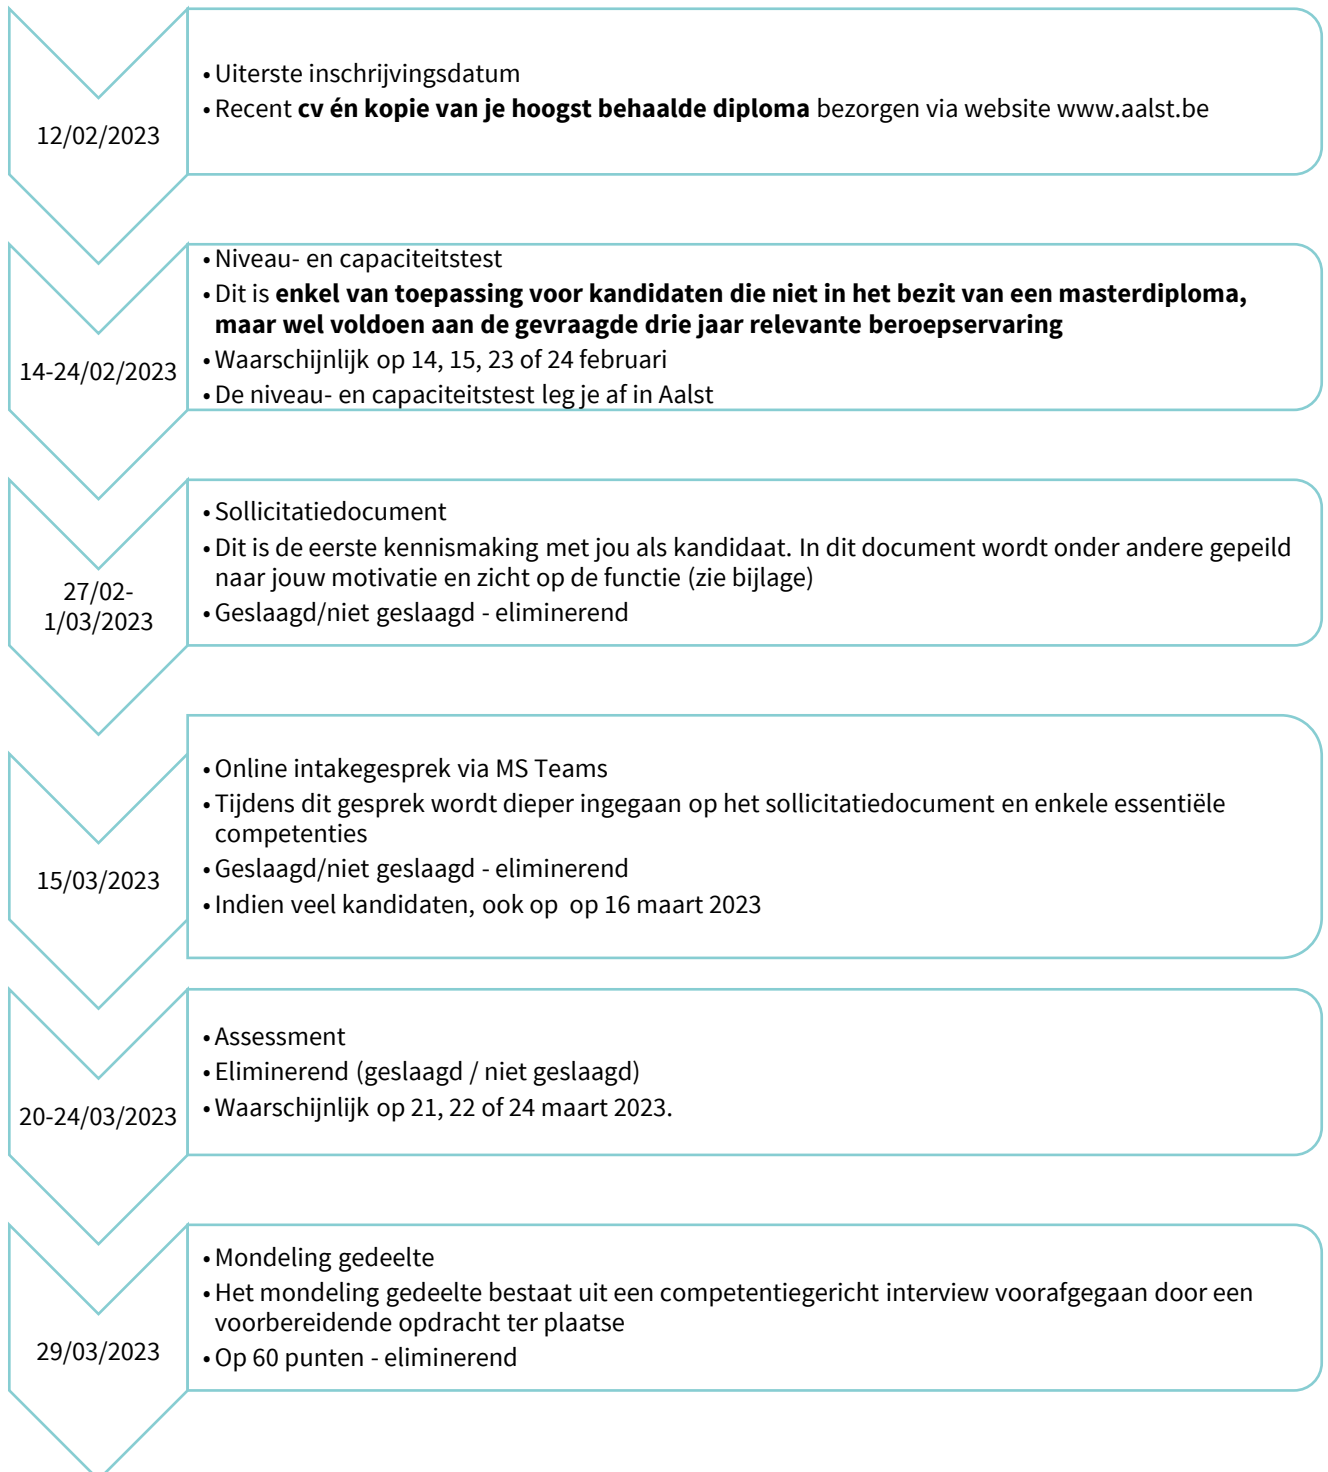 12/02/2023
• Uiterste inschrijvingsdatum
• Recent cv én kopie van je hoogst behaalde diploma bezorgen via website www.aalst.be
14-24/02/2023
• Niveau- en capaciteitstest
• Dit is enkel van toepassing voor kandidaten die niet in het bezit van een masterdiploma,
maar wel voldoen aan de gevraagde drie jaar relevante beroepservaring
• Waarschijnlijk op 14, 15, 23 of 24 februari
• De niveau- en capaciteitstest leg je af in Aalst
27/02-
1/03/2023
• Sollicitatiedocument
• Dit is de eerste kennismaking met jou als kandidaat. In dit document wordt onder andere gepeild
naar jouw motivatie en zicht op de functie (zie bijlage)
• Geslaagd/niet geslaagd - eliminerend
15/03/2023
• Online intakegesprek via MS Teams
• Tijdens dit gesprek wordt dieper ingegaan op het sollicitatiedocument en enkele essentiële
competenties
• Geslaagd/niet geslaagd - eliminerend
• Indien veel kandidaten, ook op  op 16 maart 2023
20-24/03/2023
• Assessment
• Eliminerend (geslaagd / niet geslaagd)
• Waarschijnlijk op 21, 22 of 24 maart 2023.
29/03/2023
• Mondeling gedeelte
• Het mondeling gedeelte bestaat uit een competentiegericht interview voorafgegaan door een
voorbereidende opdracht ter plaatse
• Op 60 punten - eliminerend